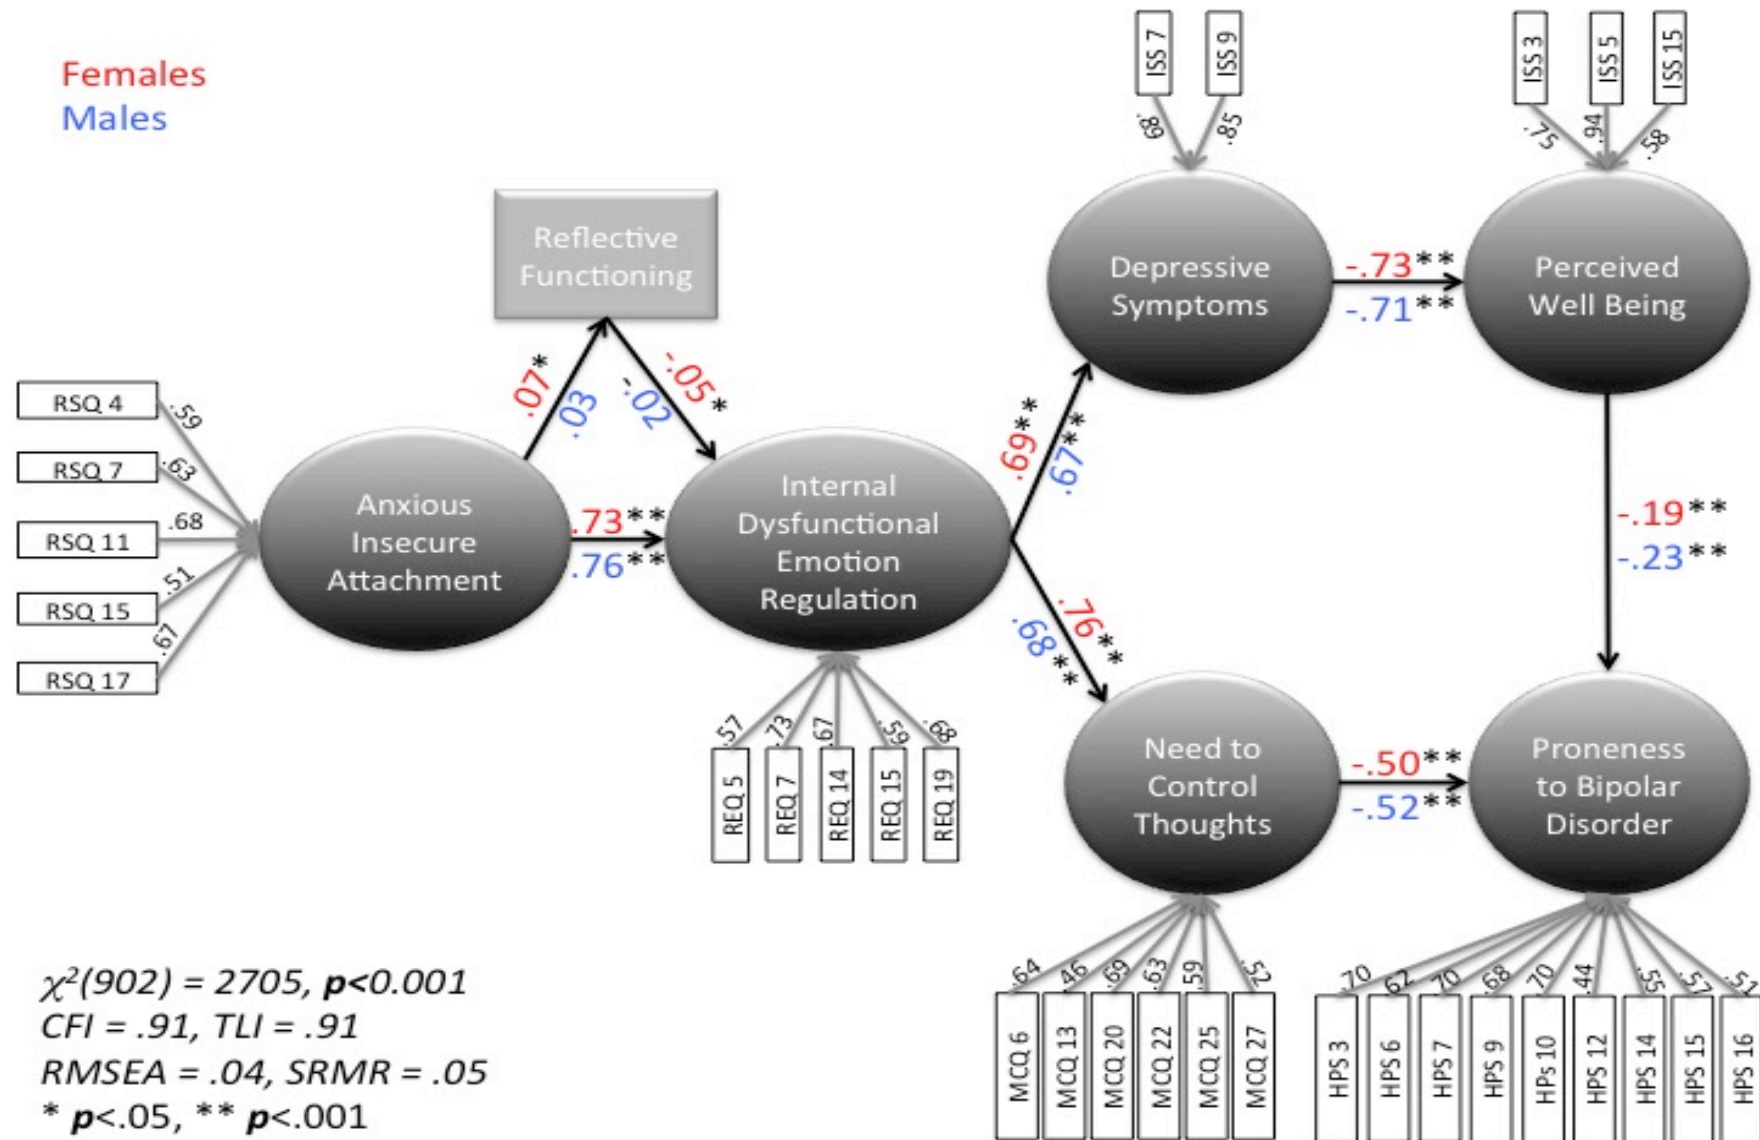 Females
Males
ISS 7
ISS 9
.89
.85
ISS 3
ISS 5
ISS 15
.75
.94
.58
Reflective
Functioning
Depressive
Symptoms
-.73**
-.71**
Perceived
Well Being
.07*
.03
-.05*
-.02
RSQ 4
RSQ 7
RSQ 11
RSQ 15
RSQ 17
.59
.63
.68
.51
.67
Anxious
Insecure
Attachment
.73**
.76**
Internal
Dysfunctional
Emotion
Regulation
.69**
.67**
.76**
.68**
-.19**
-.23**
.57
.73
.67
.59
.68
REQ 5
REQ 7
REQ 14
REQ 15
REQ 19
Need to
Control
Thoughts
-.50**
-.52**
Proneness
to Bipolar
Disorder
.64
.46
.69
.63
.59
.52
MCQ 6
MCQ 13
MCQ 20
MCQ 22
MCQ 25
MCQ 27
.70
.62
.70
.68
.70
.44
.55
.57
.51
HPS 3
HPS 6
HPS 7
HPS 9
HPs 10
HPS 12
HPS 14
HPS 15
HPS 16
χ²(902) = 2705, p<0.001
CFI = .91, TLI = .91
RMSEA = .04, SRMR = .05
* p<.05, ** p<.001